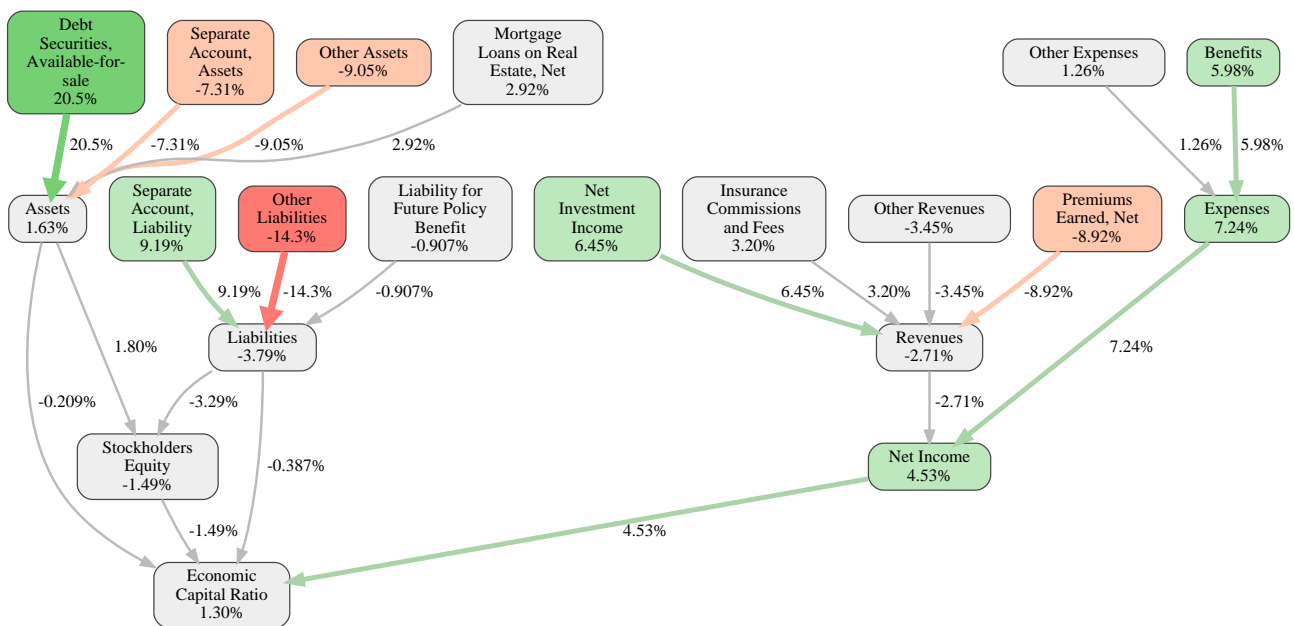 Debt
Securities,
Available-for-
sale
20.5%
Separate
Account,
Assets
-7.31%
Other Assets
-9.05%
Mortgage
Loans on Real
Estate, Net
2.92%
Other Expenses
1.26%
Benefits
5.98%
20.5%
-7.31%
-9.05%
2.92%
1.26%
5.98%
Assets
1.63%
Separate
Account,
Liability
9.19%
Other
Liabilities
-14.3%
Liability for
Future Policy
Benefit
-0.907%
Net
Investment
Income
6.45%
Insurance
Commissions
and Fees
3.20%
Other Revenues
-3.45%
Premiums
Earned, Net
-8.92%
Expenses
7.24%
9.19%
-14.3%
-0.907%
6.45%
3.20%
-3.45%
-8.92%
1.80%
Liabilities
-3.79%
Revenues
-2.71%
7.24%
-0.209%
-3.29%
-2.71%
Stockholders
Equity
-1.49%
-0.387%
Net Income
4.53%
-1.49%
4.53%
Economic
Capital Ratio
1.30%